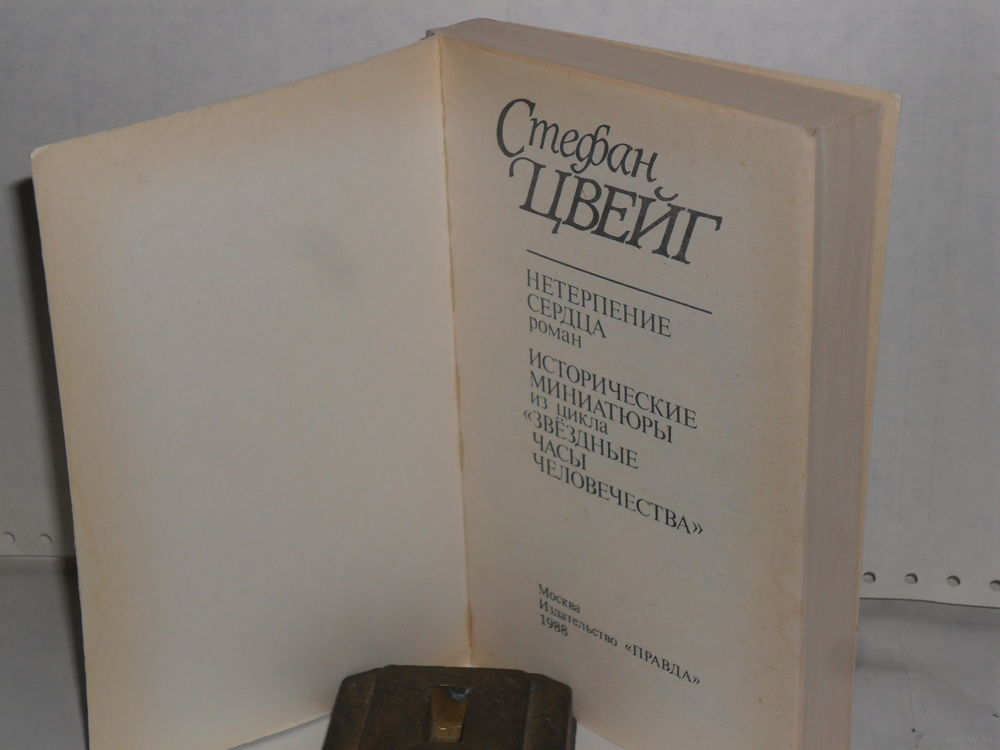 Стефан
ЦВЕЙГ
НЕТЕРПЕНИЕ
СЕРДЦА
роман
ИСТОРИЧЕСКИЕ
МИНИАТЮРЫ
из цикла
«ЗВЁЗДНЫЕ
ЧАСЫ
ЧЕЛОВЕЧЕСТВА»
Москва
Издательство «ПРАВДА»
1988